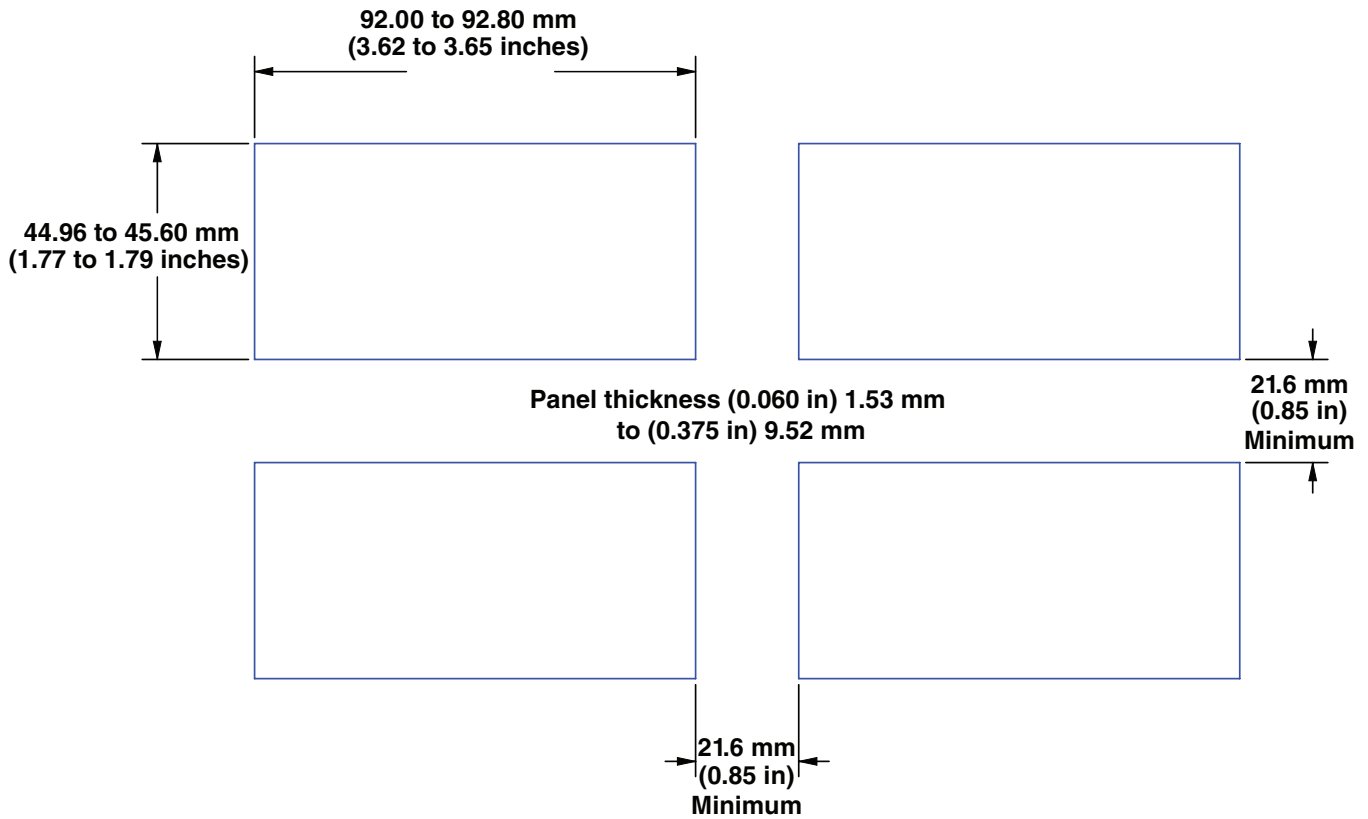 92.00 to 92.80 mm
(3.62 to 3.65 inches)
44.96 to 45.60 mm
(1.77 to 1.79 inches)
Panel thickness (0.060 in) 1.53 mm
to (0.375 in) 9.52 mm
21.6 mm
(0.85 in)
Minimum
21.6 mm
(0.85 in)
Minimum